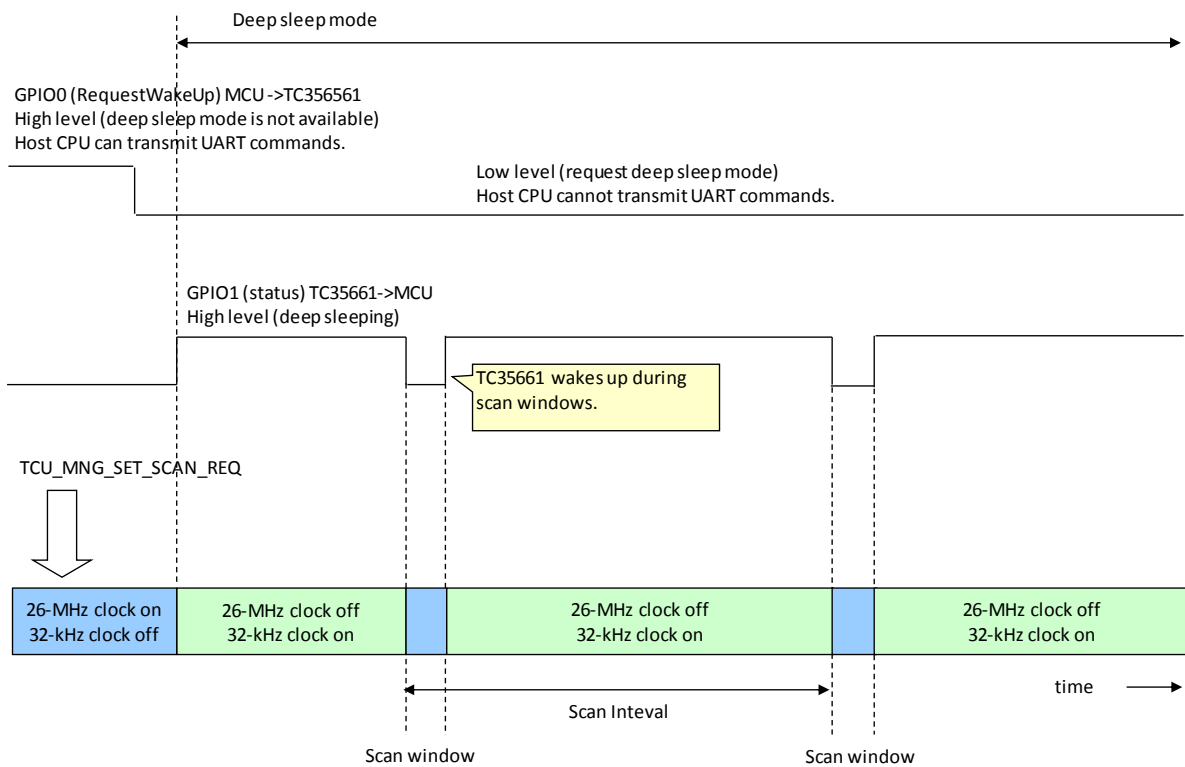 Deep sleep mode
GPIO0 (RequestWakeUp) MCU->TC356561
High level (deep sleep mode is not available)
Host CPU can transmit UART commands.
Low level (request deep sleep mode)
Host CPU cannot transmit UART commands.
GPIO1 (status) TC35661->MCU
High level (deep sleeping)
TC35661 wakes up during
scan windows.
TCU_MNG_SET_SCAN_REQ
26-MHz clock on
32-kHz clock off
26-MHz clock off
32-kHz clock on
26-MHz clock off
32-kHz clock on
26-MHz clock off
32-kHz clock on
time
Scan Inteval
Scan window
Scan window